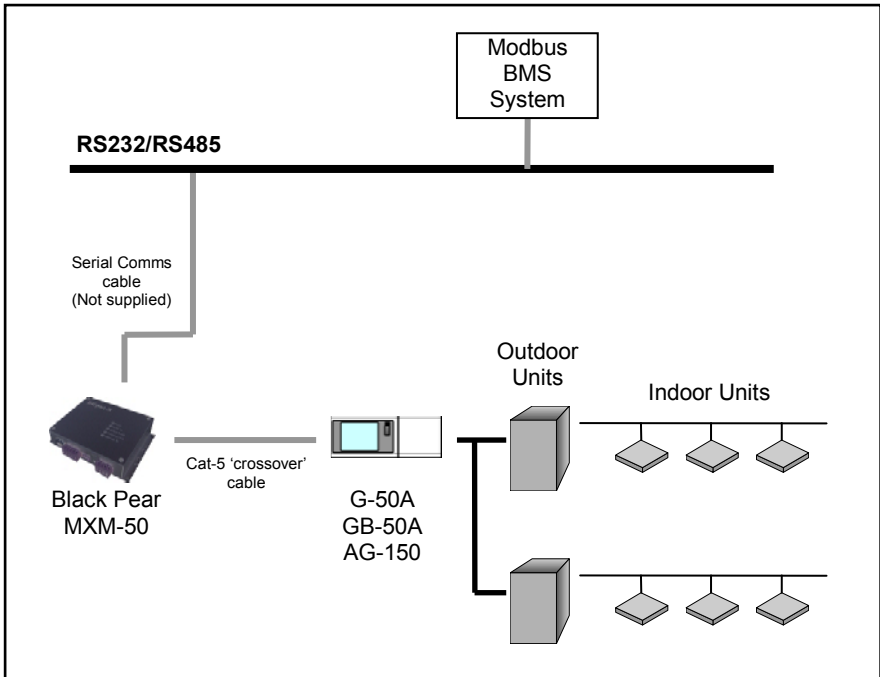 Modbus
BMS
System
RS232/RS485
Serial Comms
cable
(Not supplied)
Outdoor
Units
Indoor Units
Cat-5 ‘crossover’
cable
Black Pear
MXM-50
G-50A
GB-50A
AG-150